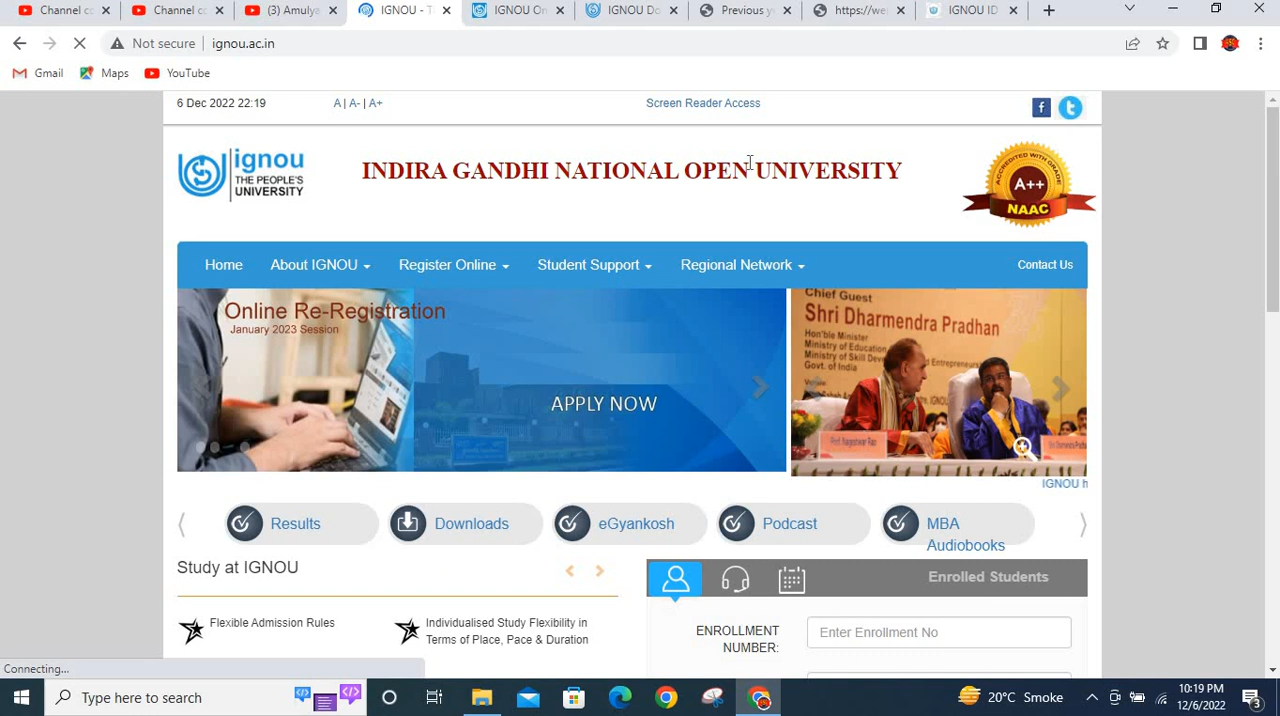 Channel co
Channel co
(3) Amulya
IGNOU - T
IGNOU On
IGNOU Do
Previous y
https://we
IGNOU ID
Not secure
ignou.ac.in
Gmail
Maps
YouTube
6 Dec 2022 22:19
A | A- | A+
Screen Reader Access
ignou
THE PEOPLE'S
UNIVERSITY
INDIRA GANDHI NATIONAL OPEN UNIVERSITY
ACCREDITED WITH GRADE
A++
NAAC
Home
About IGNOU
Register Online
Student Support
Regional Network
Contact Us
Online Re-Registration
January 2023 Session
APPLY NOW
Chief Guest
Shri Dharmendra Pradhan
Hon'ble Minister
Ministry of Education
Ministry of Skill Dev
Govt. of India
IGNOU h
Results
Downloads
eGyankosh
Podcast
MBA
Audiobooks
Study at IGNOU
Enrolled Students
Flexible Admission Rules
Individualised Study Flexibility in
Terms of Place, Pace & Duration
ENROLLMENT
NUMBER:
Enter Enrollment No
Connecting...
Type here to search
20°C Smoke
10:19 PM
12/6/2022
3